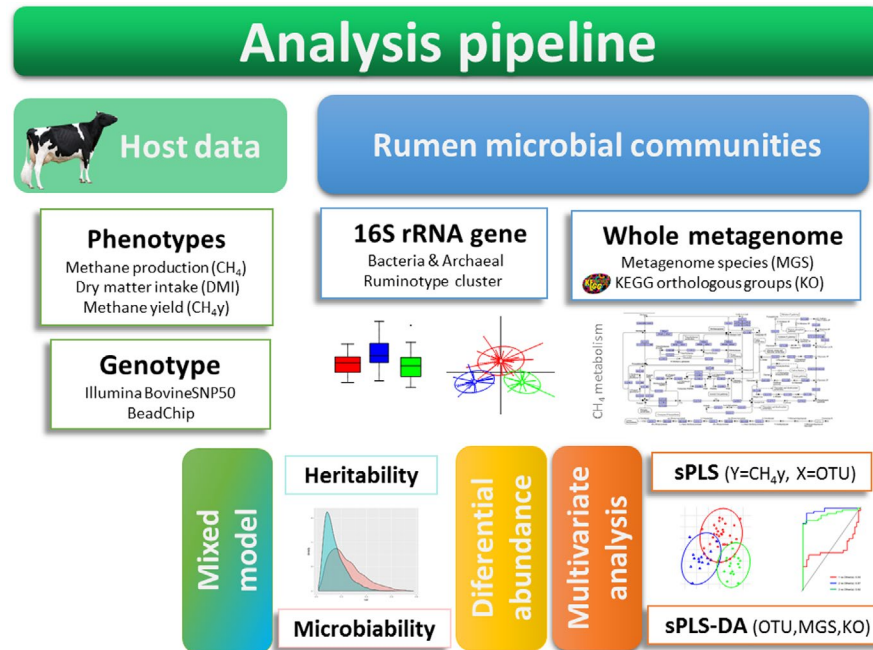 Analysis pipeline
Host data
Rumen microbial communities
Phenotypes
Methane production (CH₄)
Dry matter intake (DMI)
Methane yield (CH₄y)
Genotype
Illumina BovineSNP50
BeadChip
16S rRNA gene
Bacteria & Archaeal
Ruminotype cluster
Whole metagenome
Metagenome species (MGS)
KEGG
KEGG orthologous groups (KO)
CH₄ metabolism
Mixed
model
Heritability
Microbiability
Diferential
abundance
Multivariate
analysis
sPLS (Y=CH₄y, X=OTU)
sPLS-DA (OTU,MGS,KO)